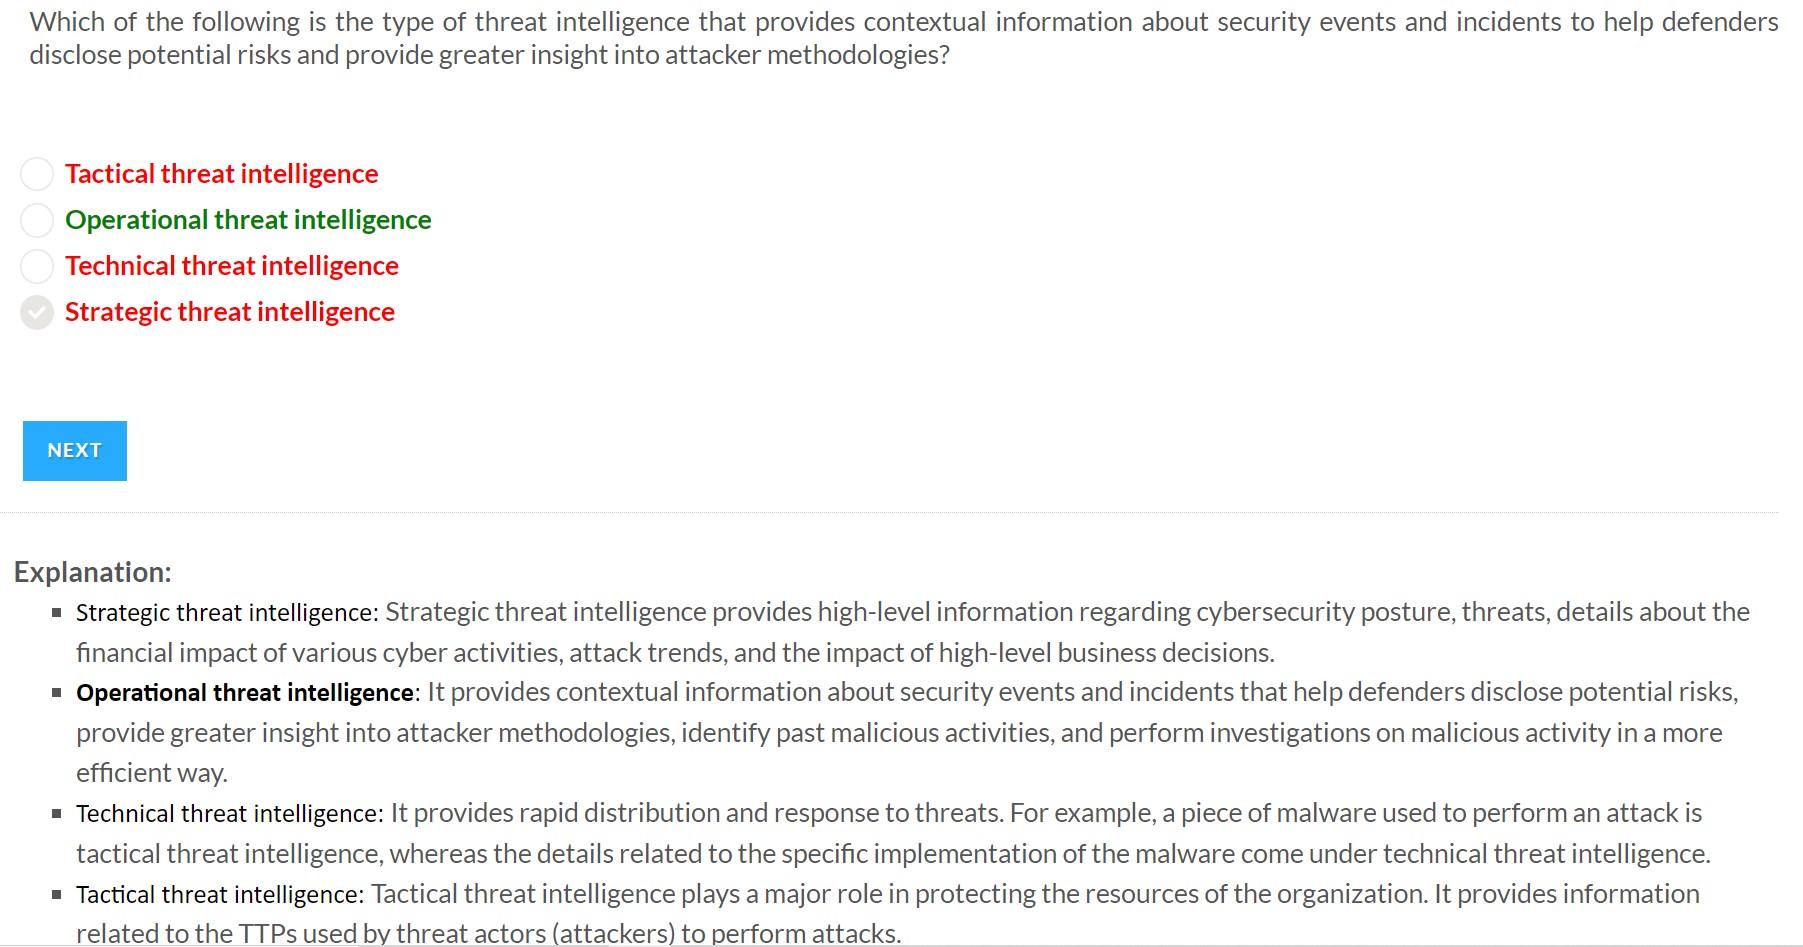 Which of the following is the type of threat intelligence that provides contextual information about security events and incidents to help defenders
disclose potential risks and provide greater insight into attacker methodologies?
Tactical threat intelligence
Operational threat intelligence
Technical threat intelligence
Strategic threat intelligence
NEXT
Explanation:
Strategic threat intelligence: Strategic threat intelligence provides high-level information regarding cybersecurity posture, threats, details about the
financial impact of various cyber activities, attack trends, and the impact of high-level business decisions.
Operational threat intelligence: It provides contextual information about security events and incidents that help defenders disclose potential risks,
provide greater insight into attacker methodologies, identify past malicious activities, and perform investigations on malicious activity in a more
efficient way.
Technical threat intelligence: It provides rapid distribution and response to threats. For example, a piece of malware used to perform an attack is
tactical threat intelligence, whereas the details related to the specific implementation of the malware come under technical threat intelligence.
Tactical threat intelligence: Tactical threat intelligence plays a major role in protecting the resources of the organization. It provides information
related to the TTPs used by threat actors (attackers) to perform attacks.